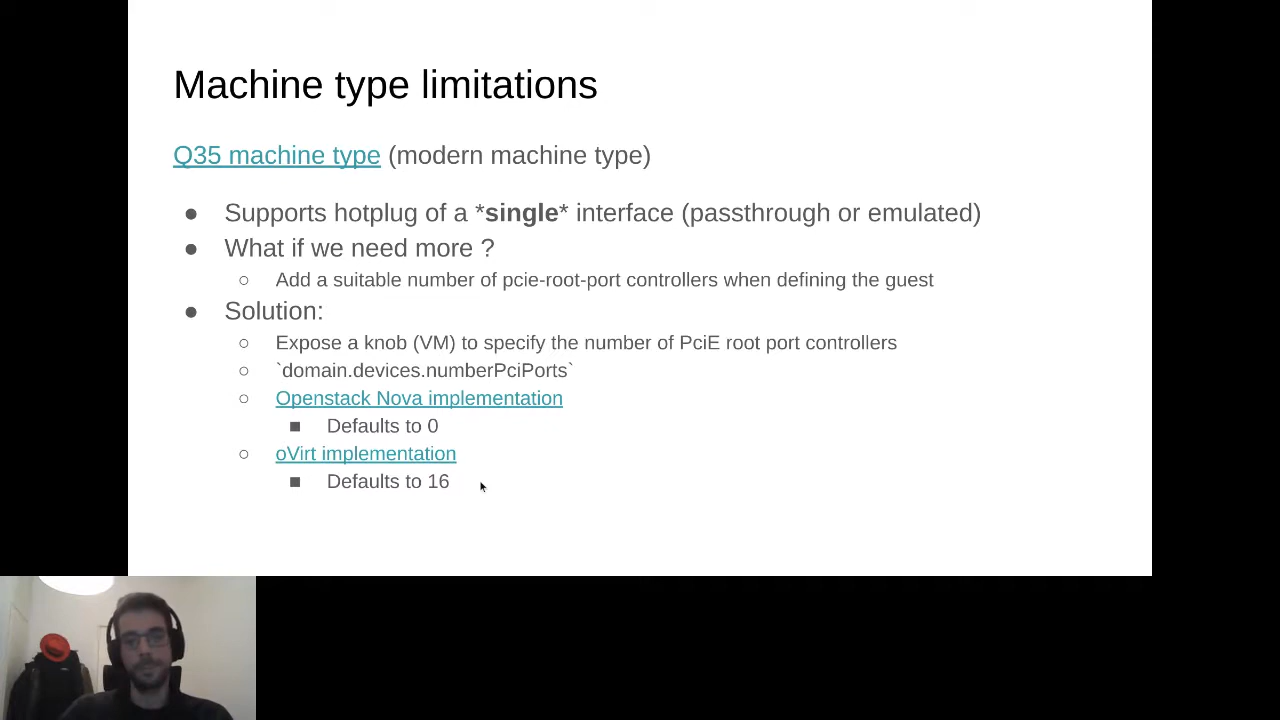 Machine type limitations
Q35 machine type (modern machine type)
● Supports hotplug of a *single* interface (passthrough or emulated)
● What if we need more ?
○ Add a suitable number of pcie-root-port controllers when defining the guest
● Solution:
○ Expose a knob (VM) to specify the number of PciE root port controllers
○ `domain.devices.numberPciPorts`
○ Openstack Nova implementation
■ Defaults to 0
○ oVirt implementation
■ Defaults to 16